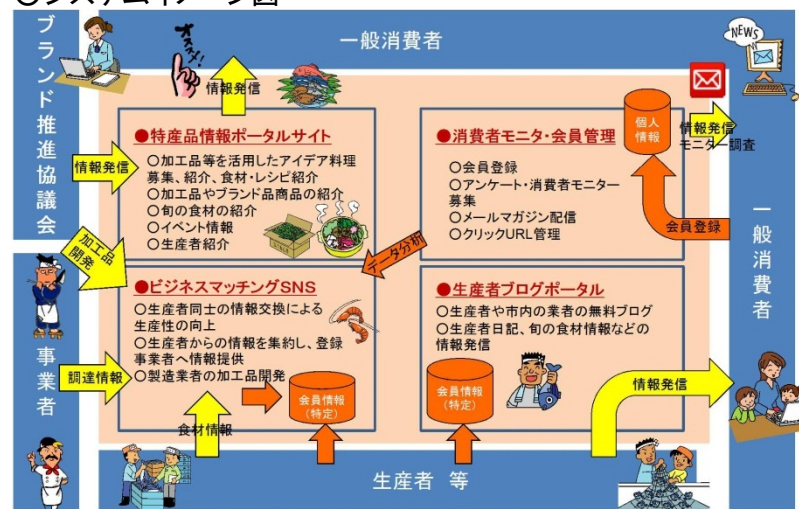 ○システムイメージ図
ブランド推進協議会
一般消費者
NEWS
オススメ!
情報発信
●特産品情報ポータルサイト
○加工品等を活用したアイデア料理
募集、紹介、食材・レシピ紹介
○加工品やブランド品商品の紹介
○旬の食材の紹介
○イベント情報
○生産者紹介
情報発信
●消費者モニタ・会員管理
○会員登録
○アンケート・消費者モニター
募集
○メールマガジン配信
○クリックURL管理
個人
情報
情報発信
モニター調査
会員登録
一般消費者
加工品
開発
データ分析
●ビジネスマッチングSNS
○生産者同士の情報交換による
生産性の向上
○生産者からの情報を集約し、登録
事業者へ情報提供
○製造業者の加工品開発
会員情報
(特定)
●生産者ブログポータル
○生産者や市内の業者の無料ブログ
○生産者日記、旬の食材情報などの
情報発信
会員情報
(特定)
事業者
調達情報
食材情報
情報発信
生産者 等